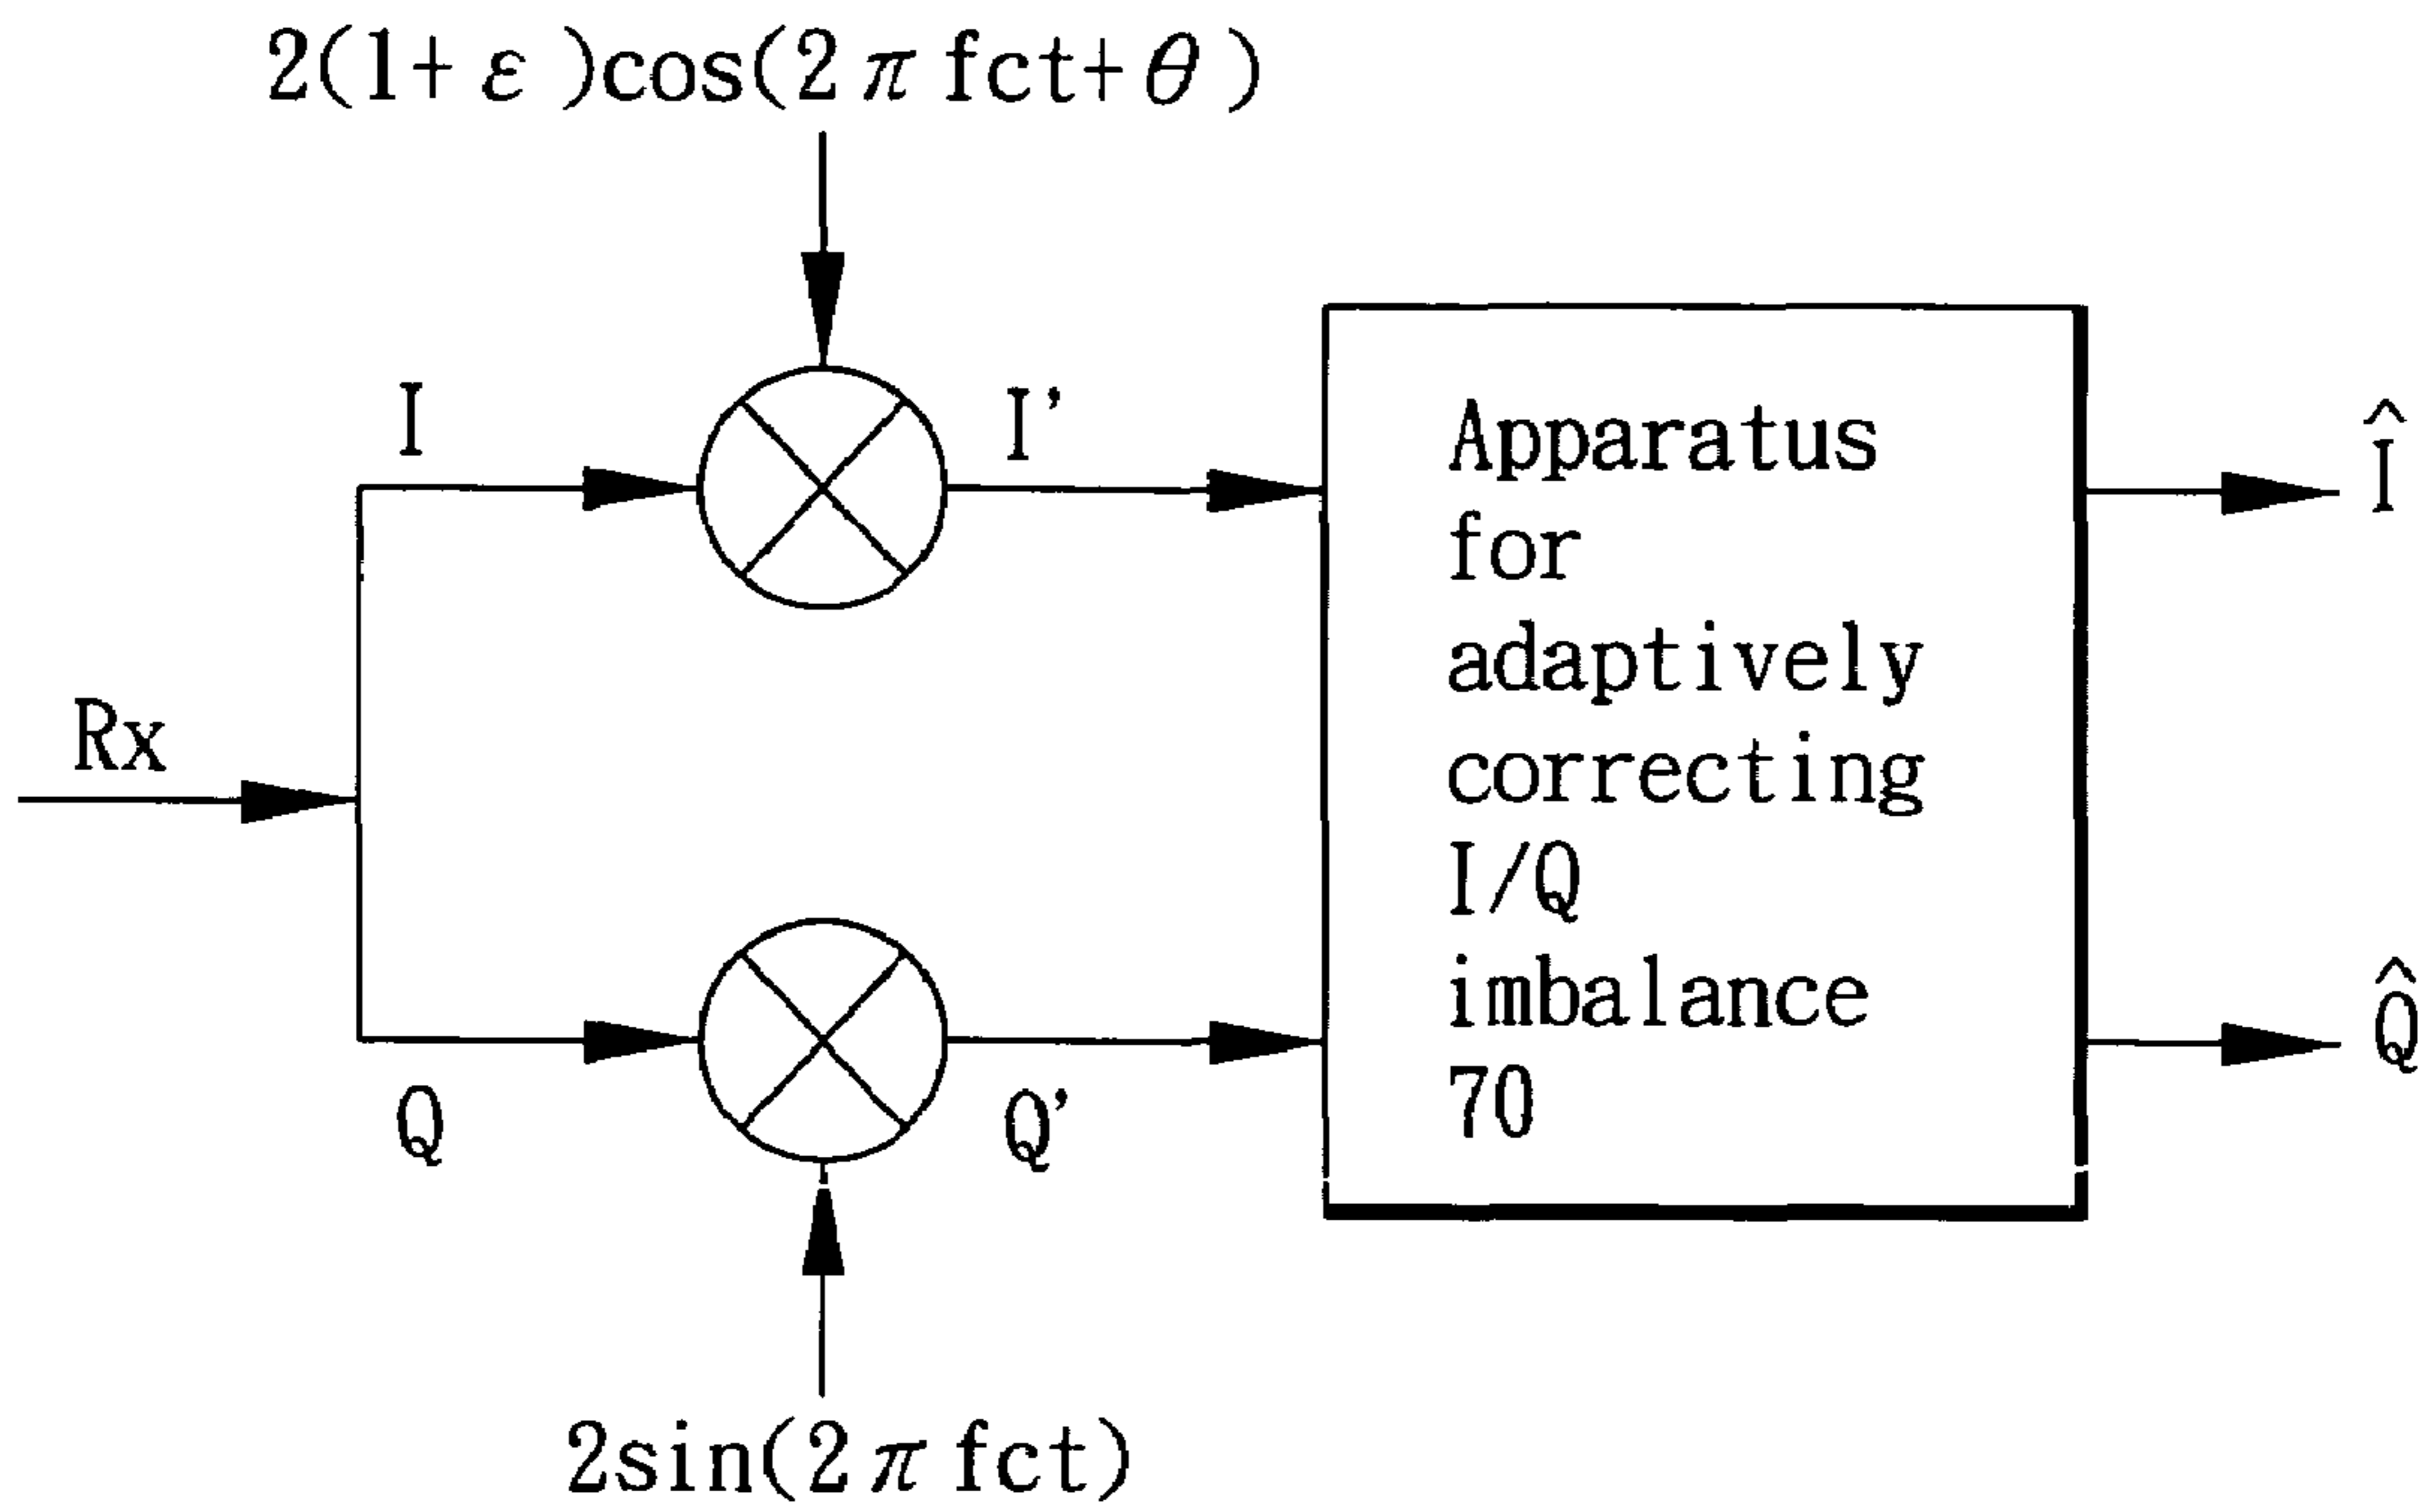 2(1+ε)cos(2πfct+θ)
I
I'
Î
Apparatus
for
adaptively
correcting
I/Q
imbalance
70
Rx
Q
Q'
Q̂
2sin(2πfct)